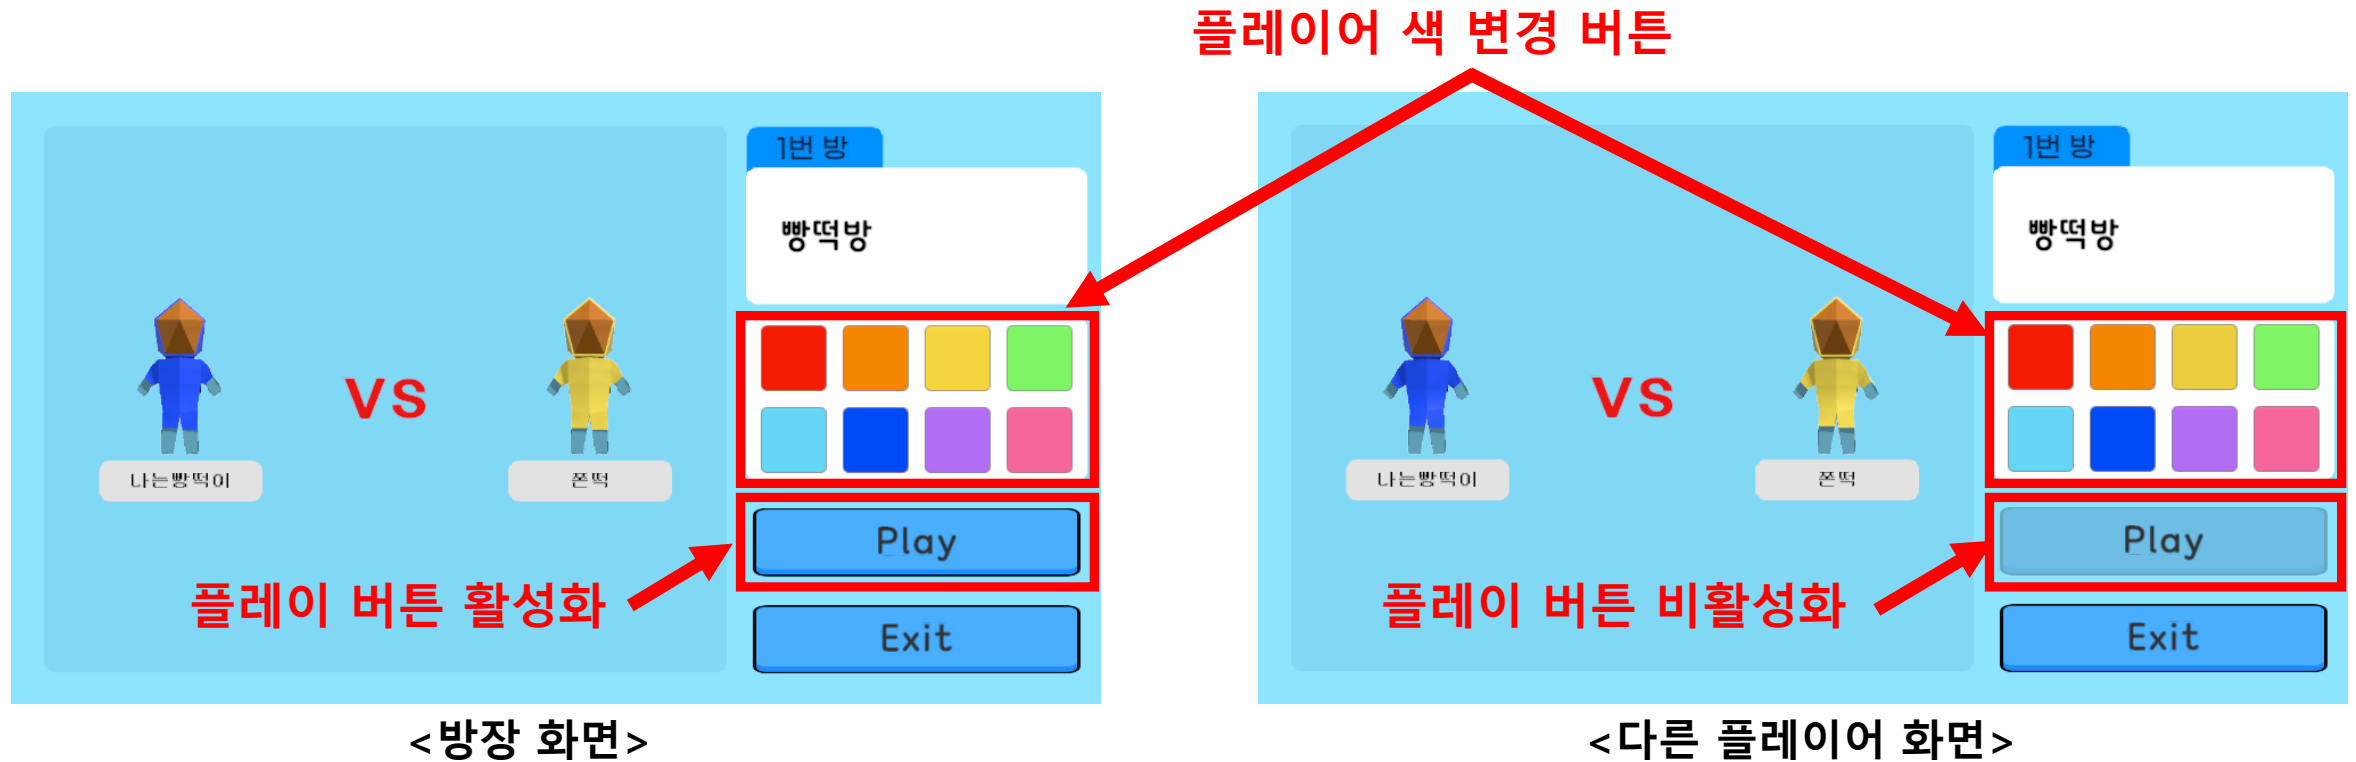 플레이어 색 변경 버튼
1번 방
빵떡방
VS
나는빵떡이
쫀떡
Play
플레이 버튼 활성화
Exit
<방장 화면>
1번 방
빵떡방
VS
나는빵떡이
쫀떡
Play
플레이 버튼 비활성화
Exit
<다른 플레이어 화면>